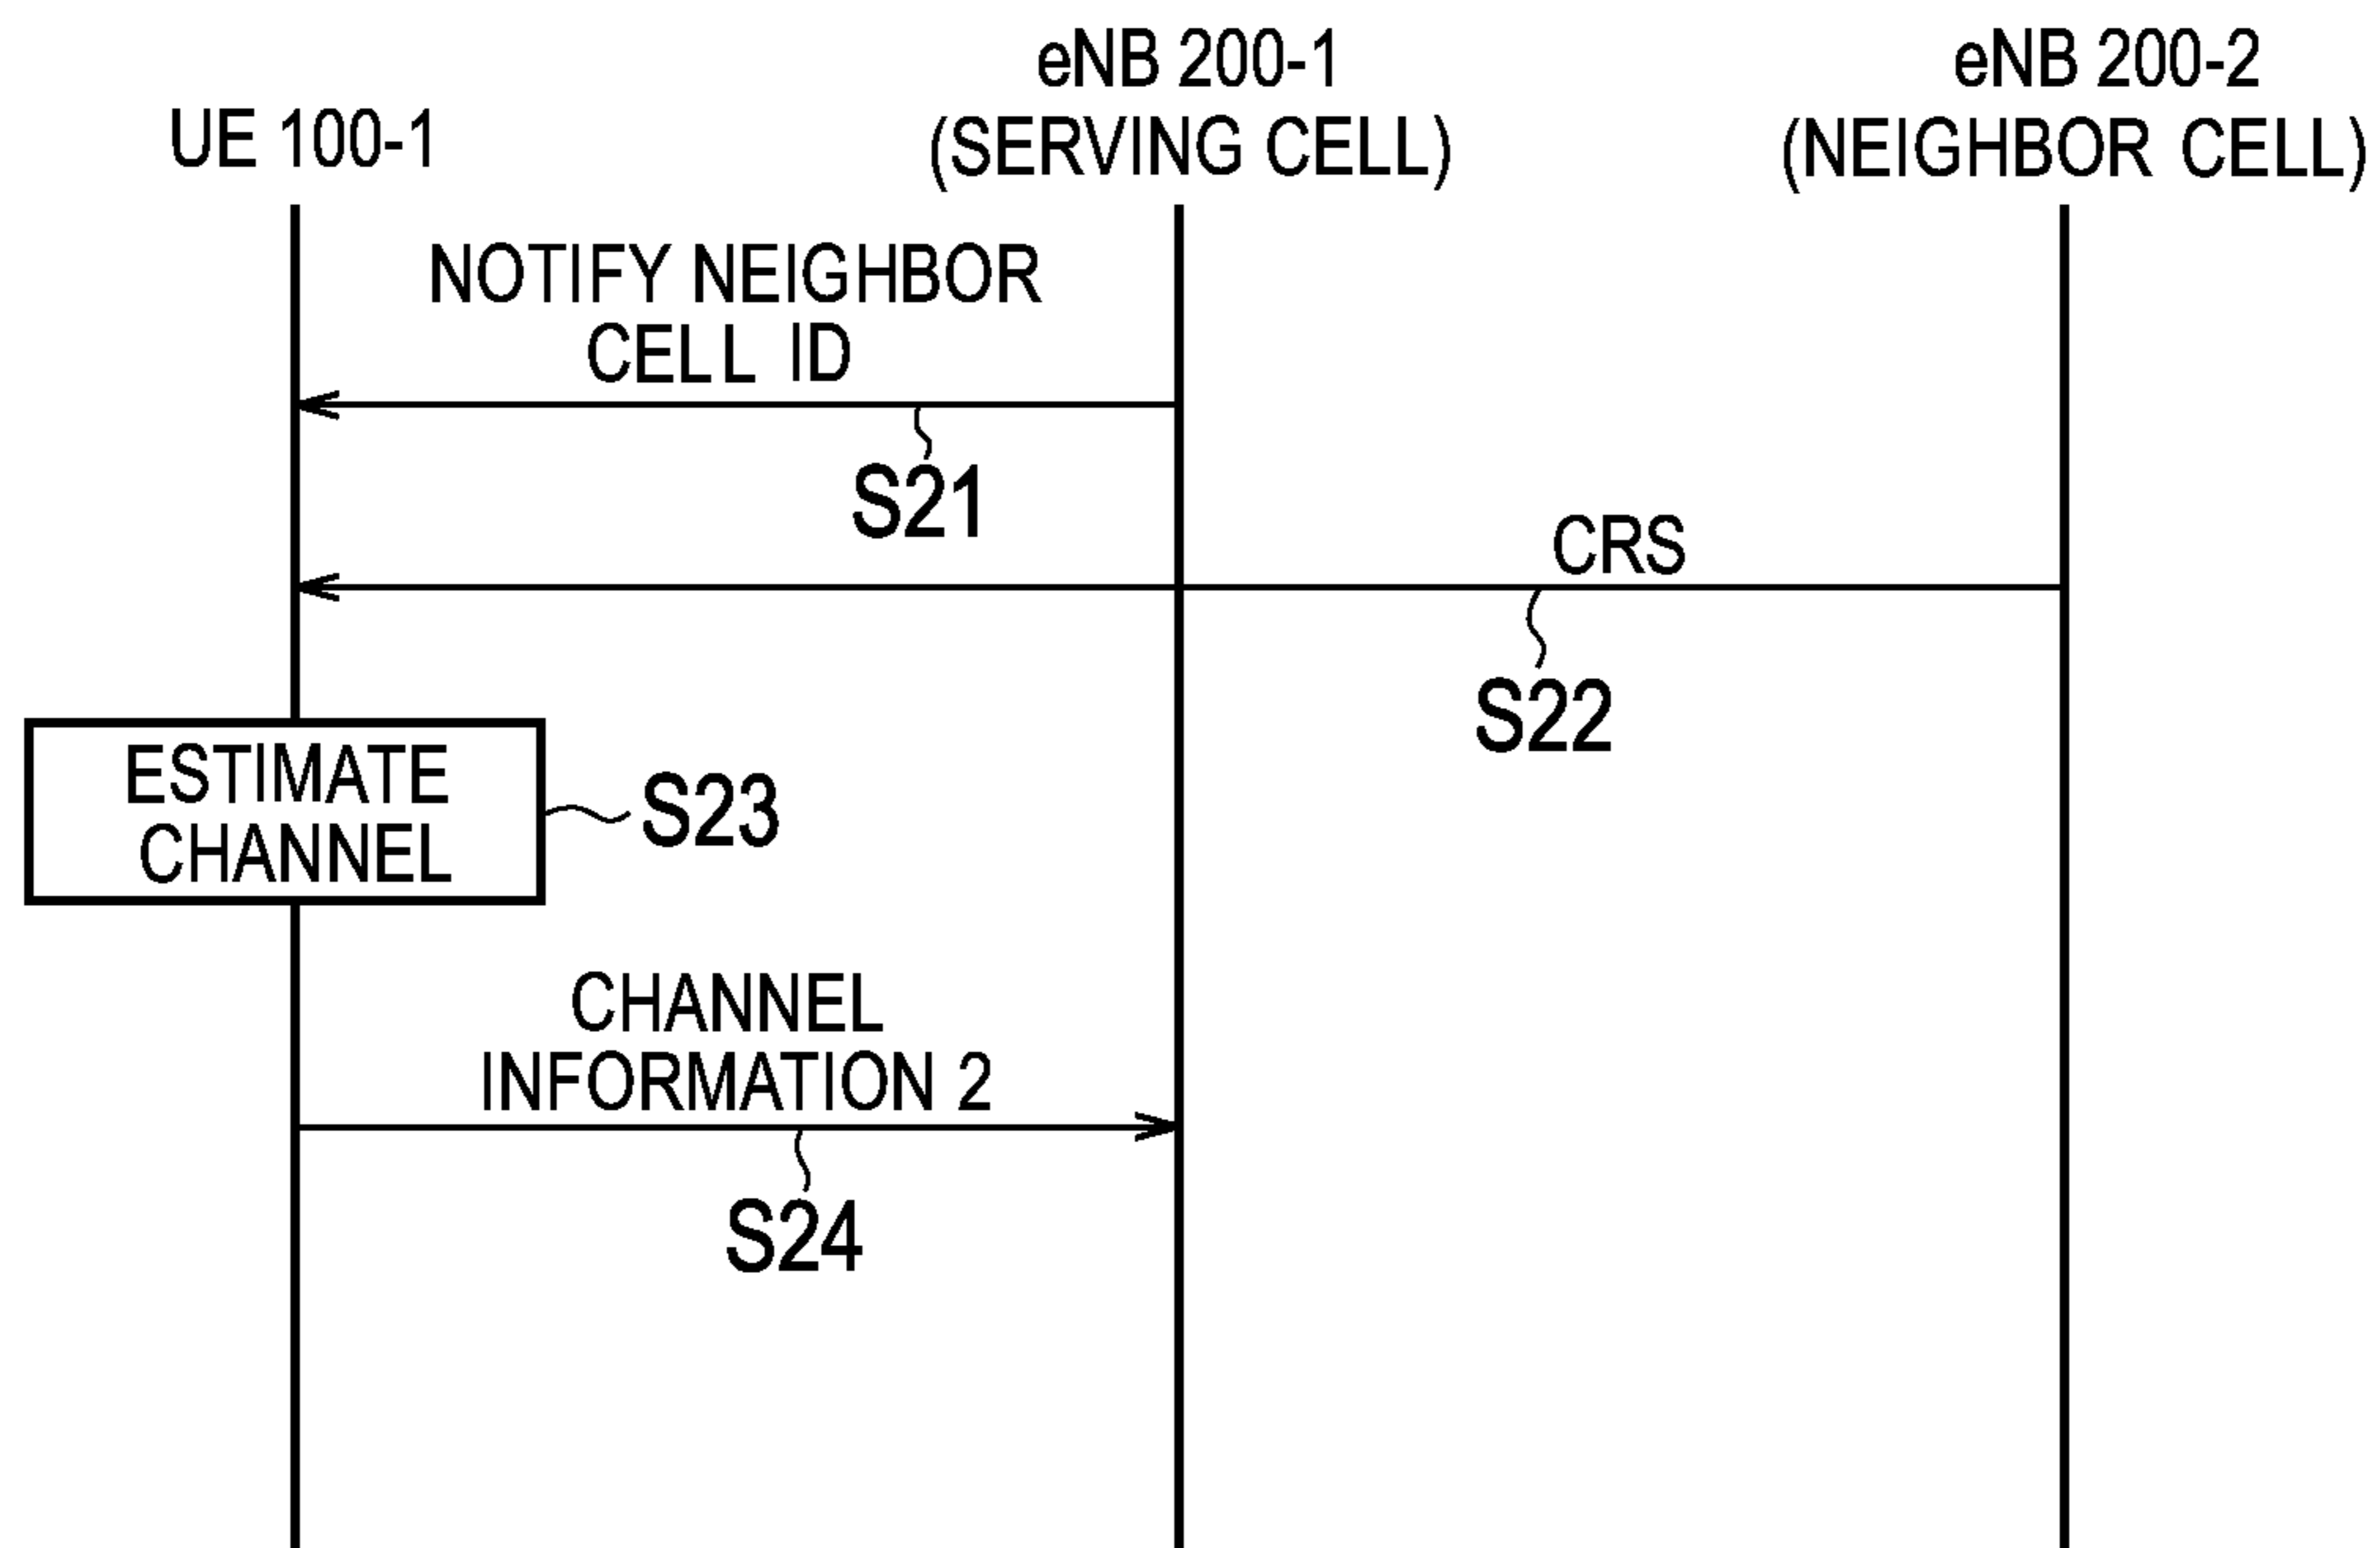 UE 100-1
eNB 200-1
(SERVING CELL)
eNB 200-2
(NEIGHBOR CELL)
NOTIFY NEIGHBOR
CELL ID
S21
CRS
S22
ESTIMATE
CHANNEL
S23
CHANNEL
INFORMATION 2
S24